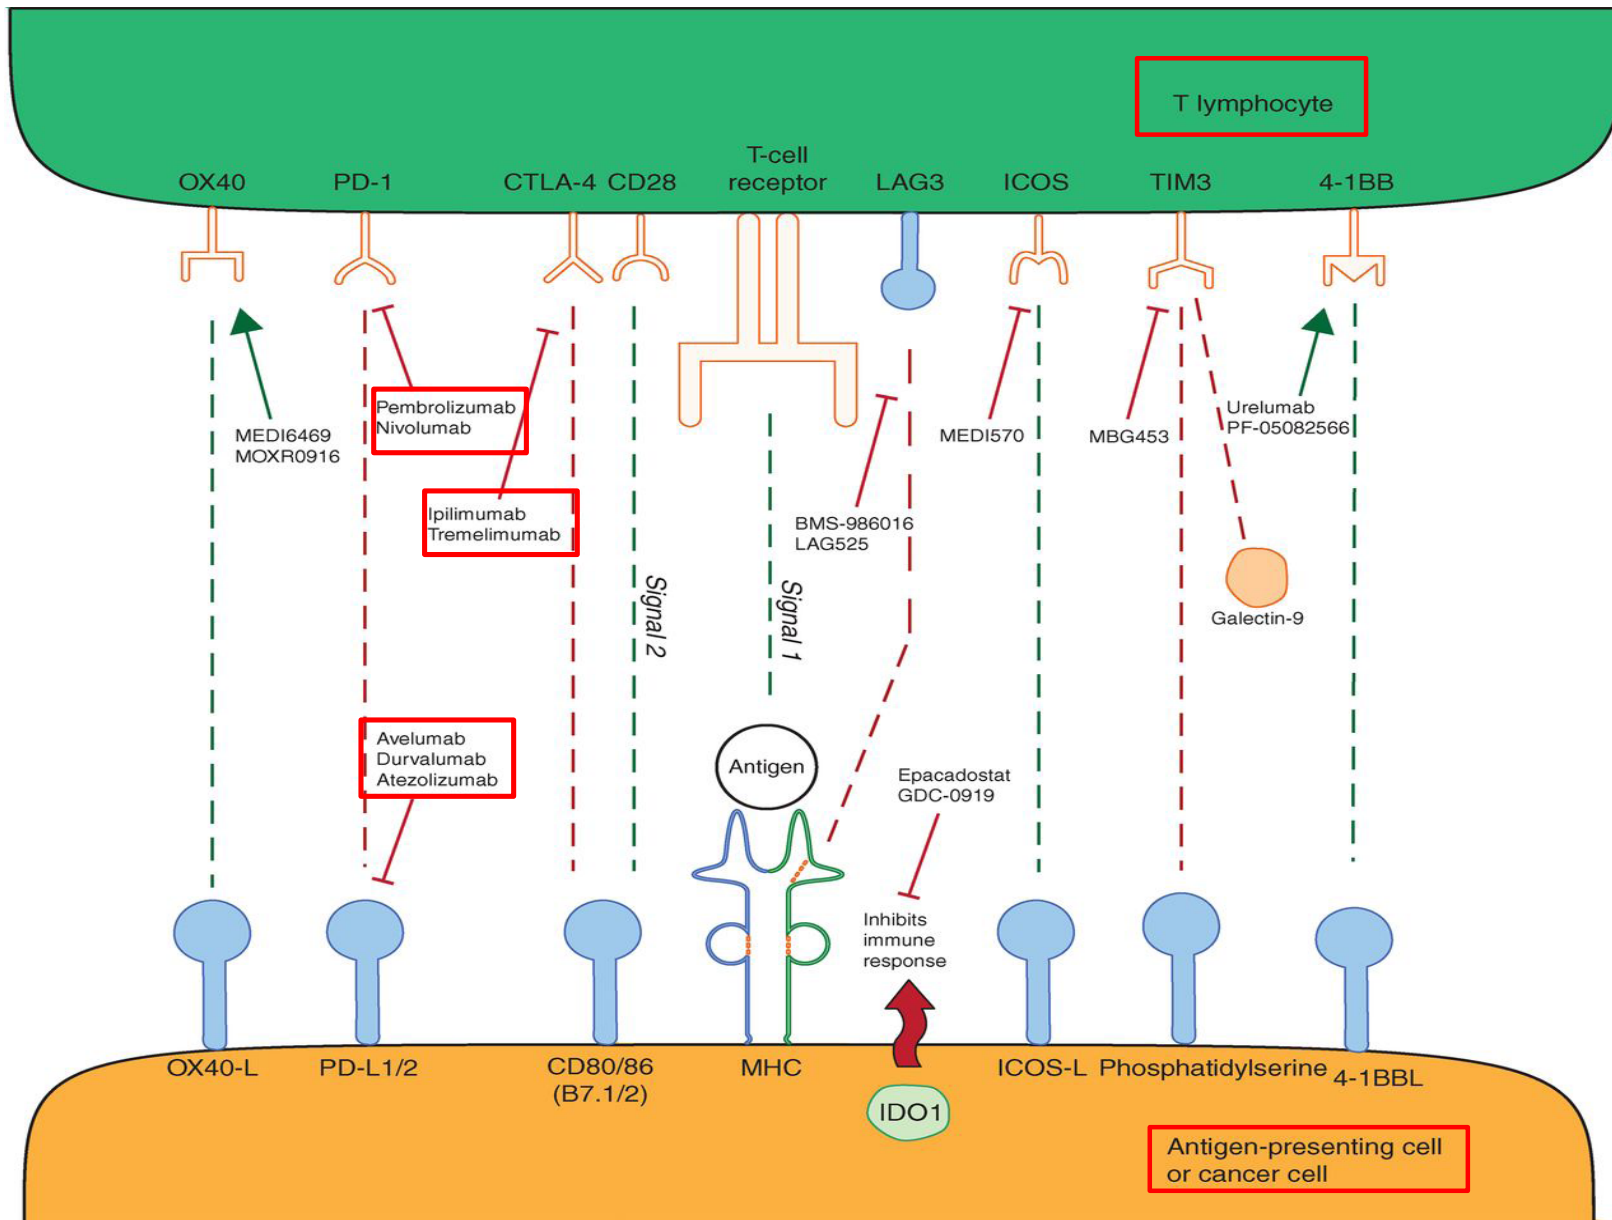 T lymphocyte
OX40
PD-1
CTLA-4
CD28
T-cell
receptor
LAG3
ICOS
TIM3
4-1BB
MEDI6469
MOXR0916
Pembrolizumab
Nivolumab
Ipilimumab
Tremelimumab
Signal 2
Signal 1
BMS-986016
LAG525
MEDI570
MBG453
Urelumab
PF-05082566
Galectin-9
Avelumab
Durvalumab
Atezolizumab
Antigen
Epacadostat
GDC-0919
Inhibits
immune
response
OX40-L
PD-L1/2
CD80/86
(B7.1/2)
MHC
IDO1
ICOS-L
Phosphatidylserine
4-1BBL
Antigen-presenting cell
or cancer cell